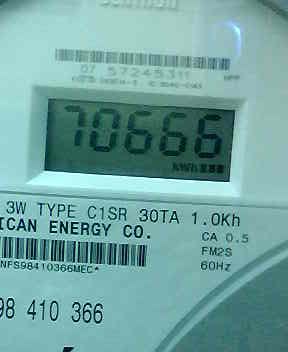 07 57245311
70666
KWh
3W TYPE C1SR 30TA 1.0Kh
ICAN ENERGY CO.
CA 0.5
FM2S
NFS98410366MEC*
60Hz
98 410 366